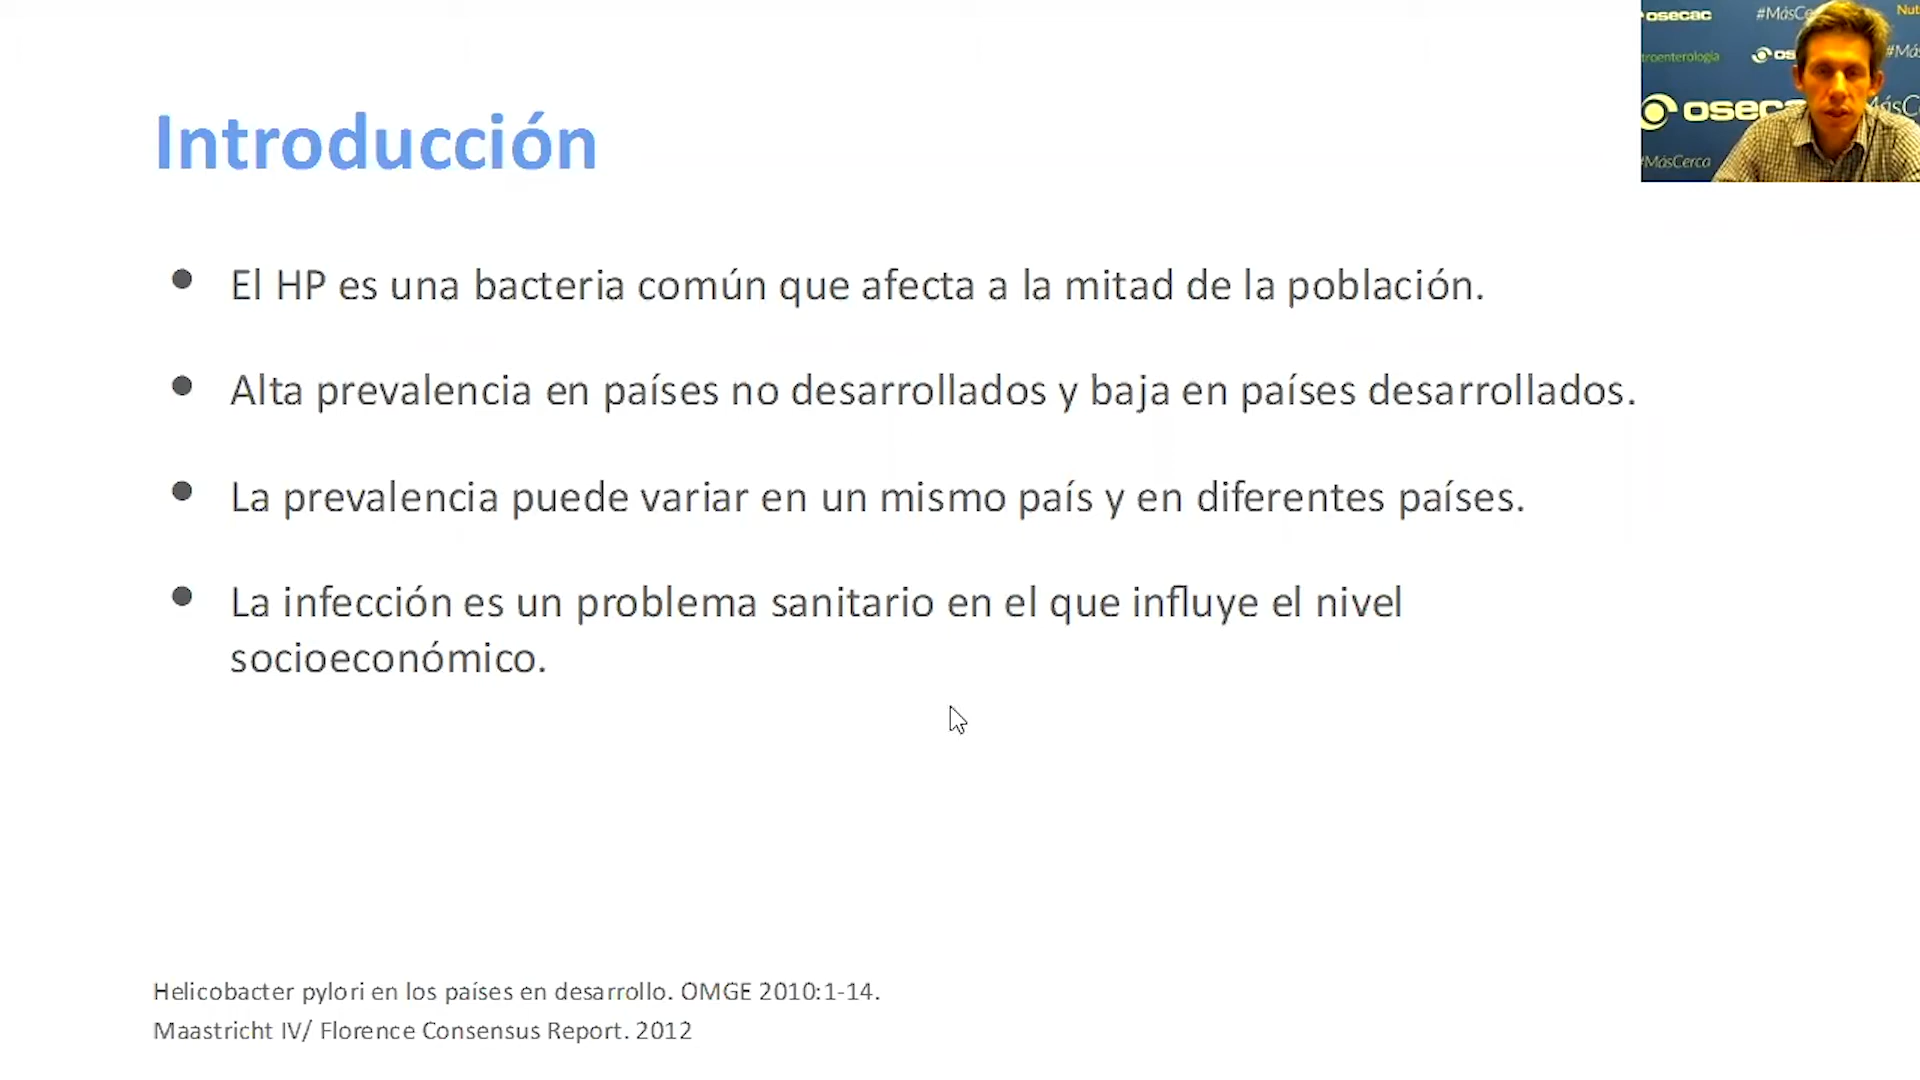 Introducción
El HP es una bacteria común que afecta a la mitad de la población.
Alta prevalencia en países no desarrollados y baja en países desarrollados.
La prevalencia puede variar en un mismo país y en diferentes países.
La infección es un problema sanitario en el que influye el nivel
socioeconómico.
Helicobacter pylori en los países en desarrollo. OMGE 2010:1-14.
Maastricht IV/ Florence Consensus Report. 2012
osecac
#MásCerca